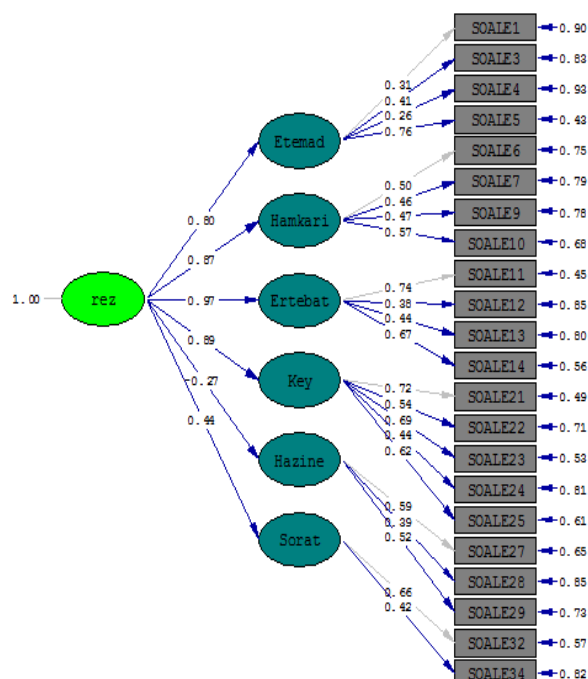 SOALE1
0.90
SOALE3
0.83
0.31
0.41
SOALE4
0.93
0.26
0.76
SOALE5
0.43
Etemad
SOALE6
0.75
0.50
SOALE7
0.79
0.46
0.80
Hamkari
0.47
SOALE9
0.78
0.57
SOALE10
0.68
0.87
0.74
SOALE11
0.45
1.00
rez
0.97
Ertebat
0.38
SOALE12
0.85
0.44
SOALE13
0.80
0.67
0.89
SOALE14
0.56
-0.27
Key
0.72
SOALE21
0.49
0.54
0.44
0.69
SOALE22
0.71
0.44
0.62
SOALE23
0.53
Hazine
SOALE24
0.81
0.59
SOALE25
0.61
0.39
0.52
SOALE27
0.65
Sorat
SOALE28
0.85
0.66
0.42
SOALE29
0.73
SOALE32
0.57
SOALE34
0.82